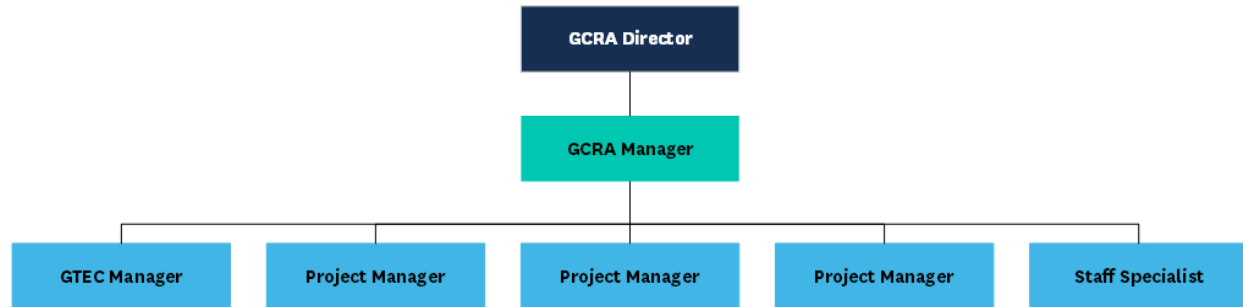 GCRA Director
GCRA Manager
GTEC Manager
Project Manager
Project Manager
Project Manager
Staff Specialist